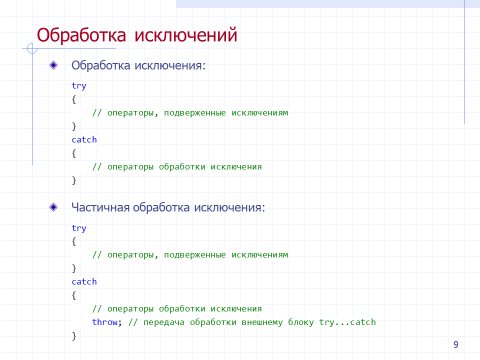 Обработка исключений
Обработка исключения:
try
{
// операторы, подверженные исключениям
}
catch
{
// операторы обработки исключения
}
Частичная обработка исключения:
try
{
// операторы, подверженные исключениям
}
catch
{
// операторы обработки исключения
throw; // передача обработки внешнему блоку try...catch
}
9